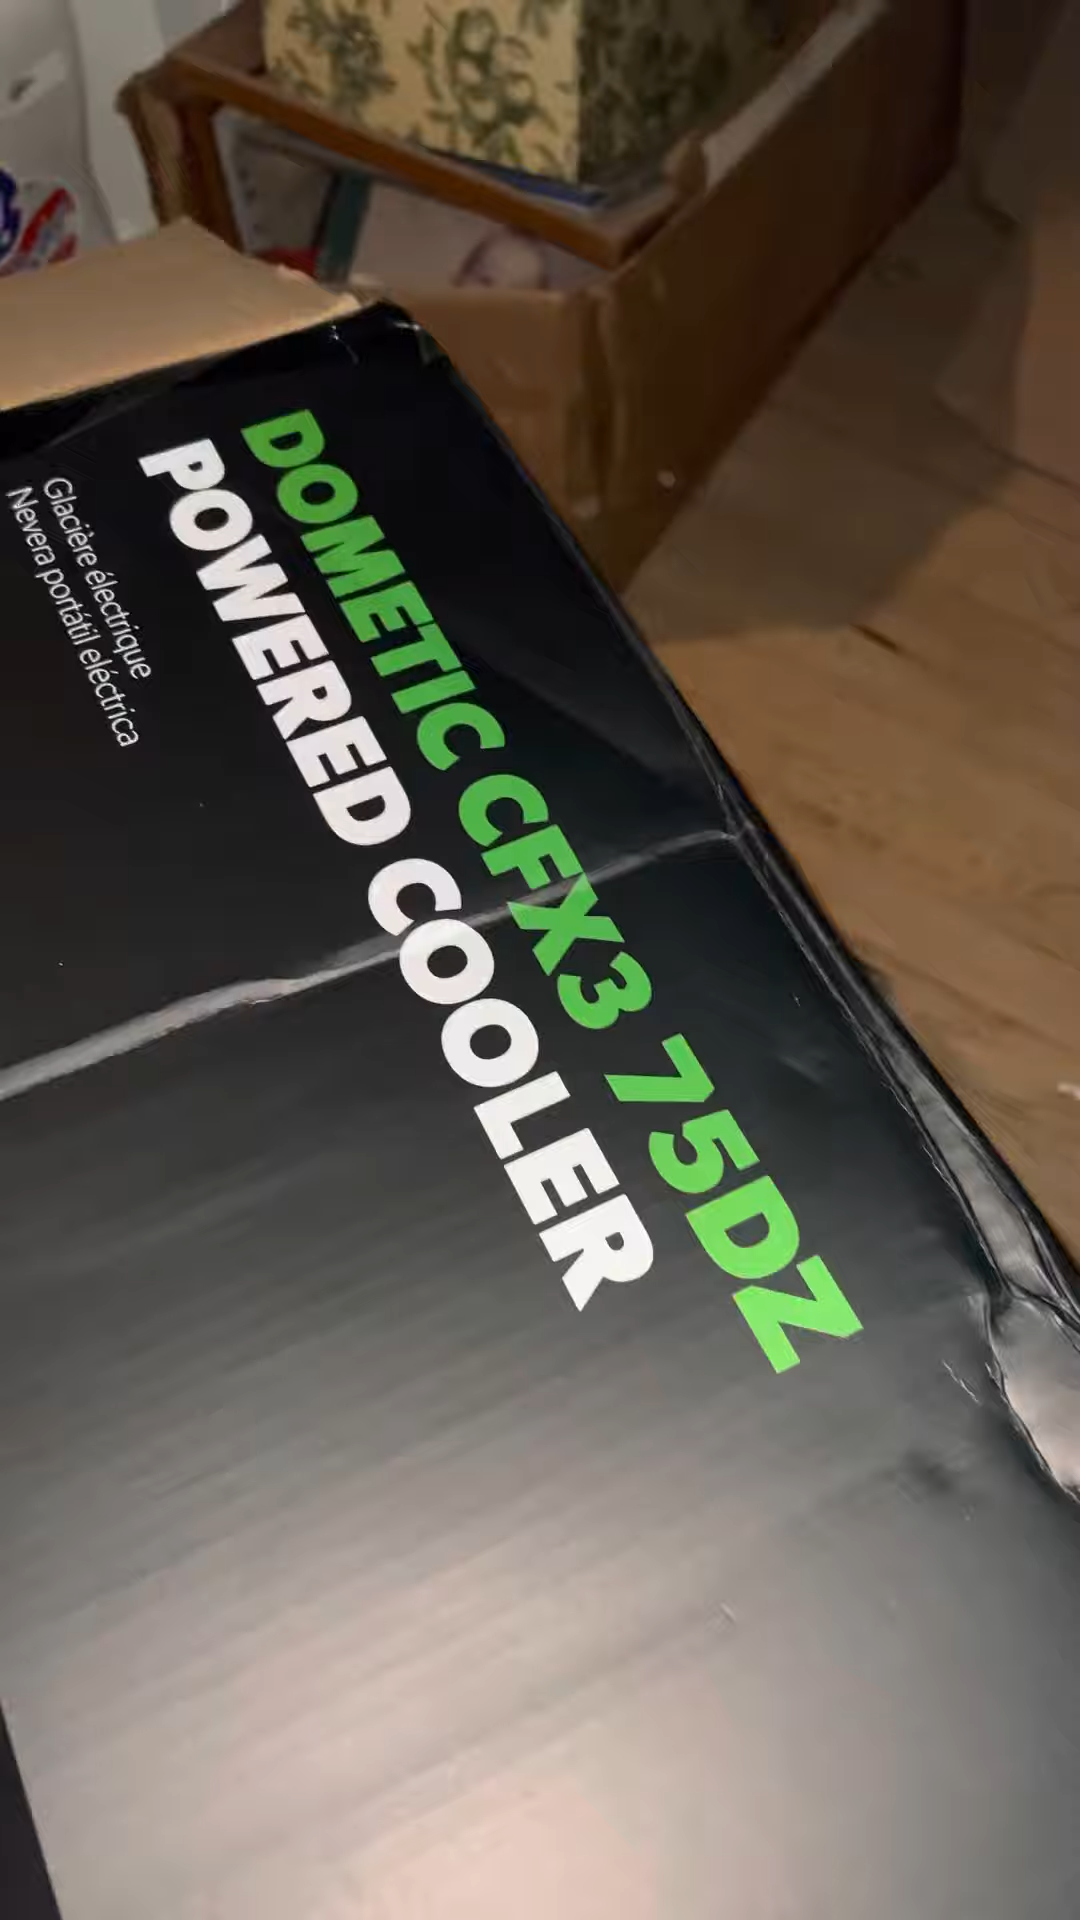 DOMETIC CFX3 75DZ
POWERED COOLER
Glacière électrique
Nevera portátil eléctrica